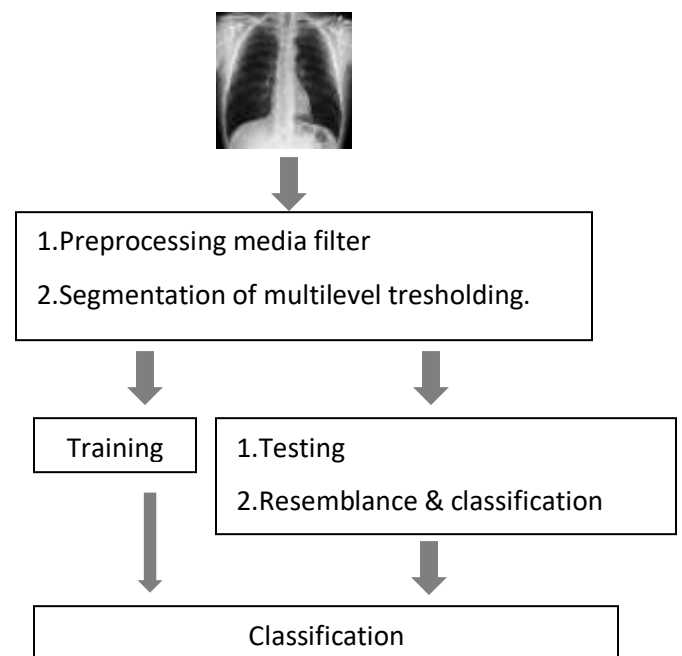 1.Preprocessing media filter
2.Segmentation of multilevel tresholding.
Training
1.Testing
2.Resemblance & classification
Classification